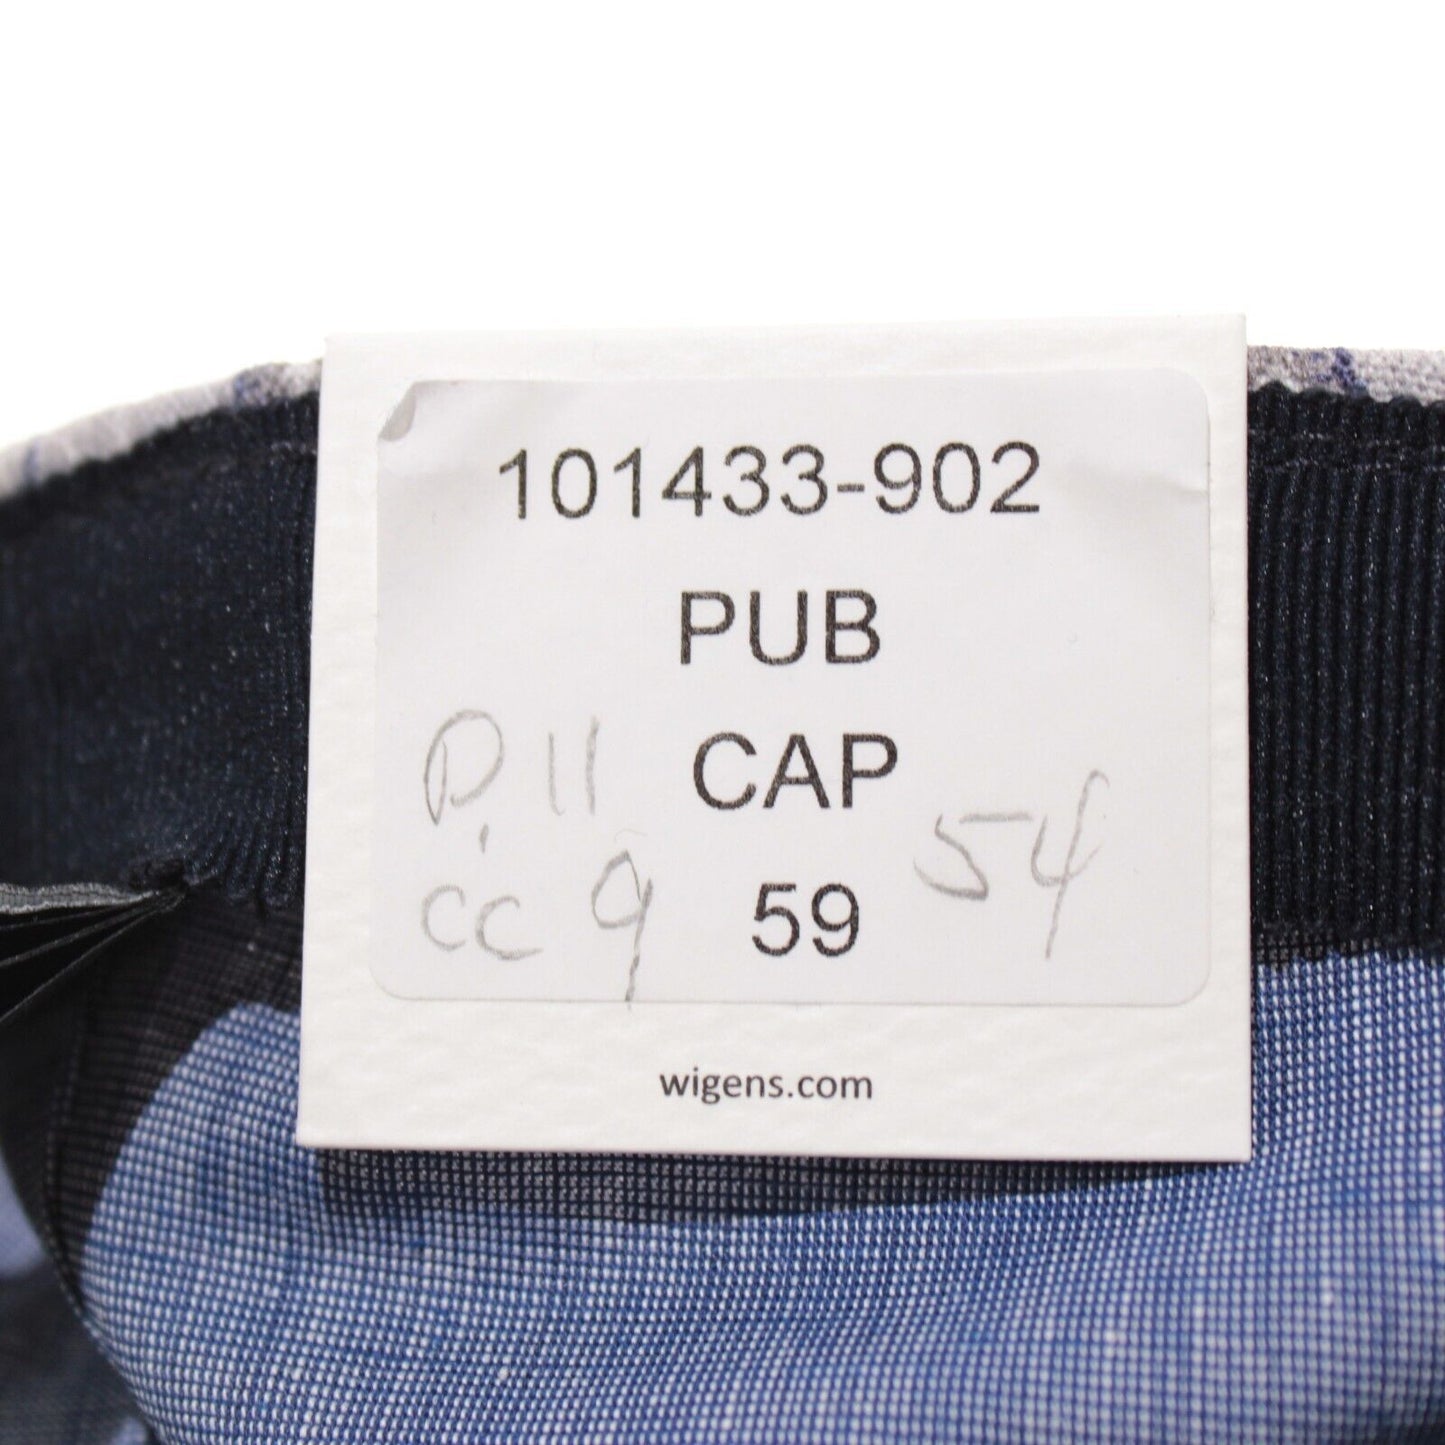 101433-902
PUB
P. 11 CAP 54
cc 9 59
wigens.com